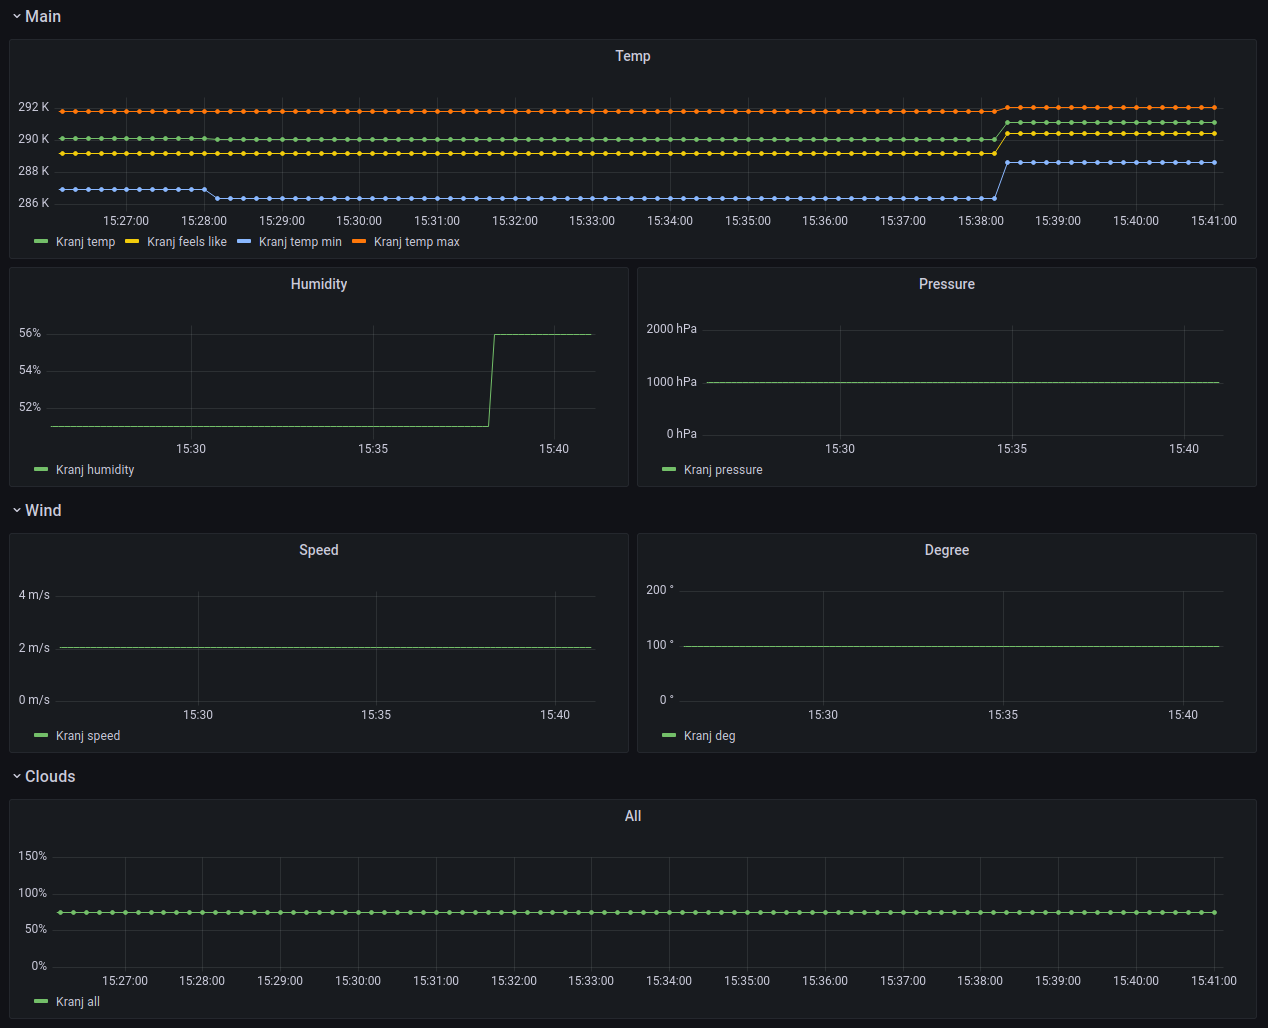 Main
Temp
292 K
290 K
288 K
286 K
15:27:00 15:28:00 15:29:00 15:30:00 15:31:00 15:32:00 15:33:00 15:34:00 15:35:00 15:36:00 15:37:00 15:38:00 15:39:00 15:40:00 15:41:00
Kranj temp Kranj feels like Kranj temp min Kranj temp max
Humidity
56%
54%
52%
15:30 15:35 15:40
Kranj humidity
Pressure
2000 hPa
1000 hPa
0 hPa
15:30 15:35 15:40
Kranj pressure
Wind
Speed
4 m/s
2 m/s
0 m/s
15:30 15:35 15:40
Kranj speed
Degree
200 °
100 °
0 °
15:30 15:35 15:40
Kranj deg
Clouds
All
150%
100%
50%
0%
15:27:00 15:28:00 15:29:00 15:30:00 15:31:00 15:32:00 15:33:00 15:34:00 15:35:00 15:36:00 15:37:00 15:38:00 15:39:00 15:40:00 15:41:00
Kranj all